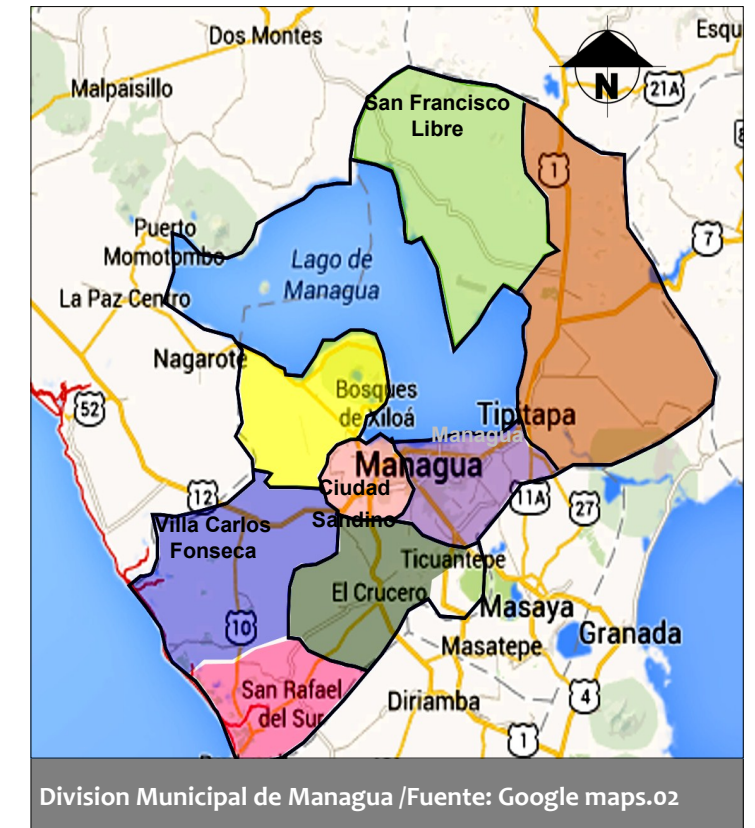 Dos Montes
Esqu
Malpaisillo
San Francisco
Libre
N
21A
1
Puerto
Momotombo
7
Lago de
Managua
La Paz Centro
Nagarote
52
Bosques
de Xiloá
Tipitapa
Managua
Managua
Ciudad
Sandino
12
11A
27
Villa Carlos
Fonseca
Ticuantepe
El Crucero
Masaya
10
Granada
Masatepe
San Rafael
del Sur
Diriamba
4
1
Division Municipal de Managua /Fuente: Google maps.02